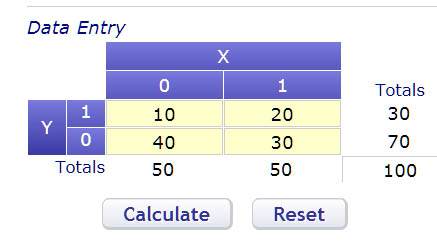 Data Entry
X
0 1 Totals
Y 1 10 20 30
0 40 30 70
Totals 50 50 100
Calculate Reset